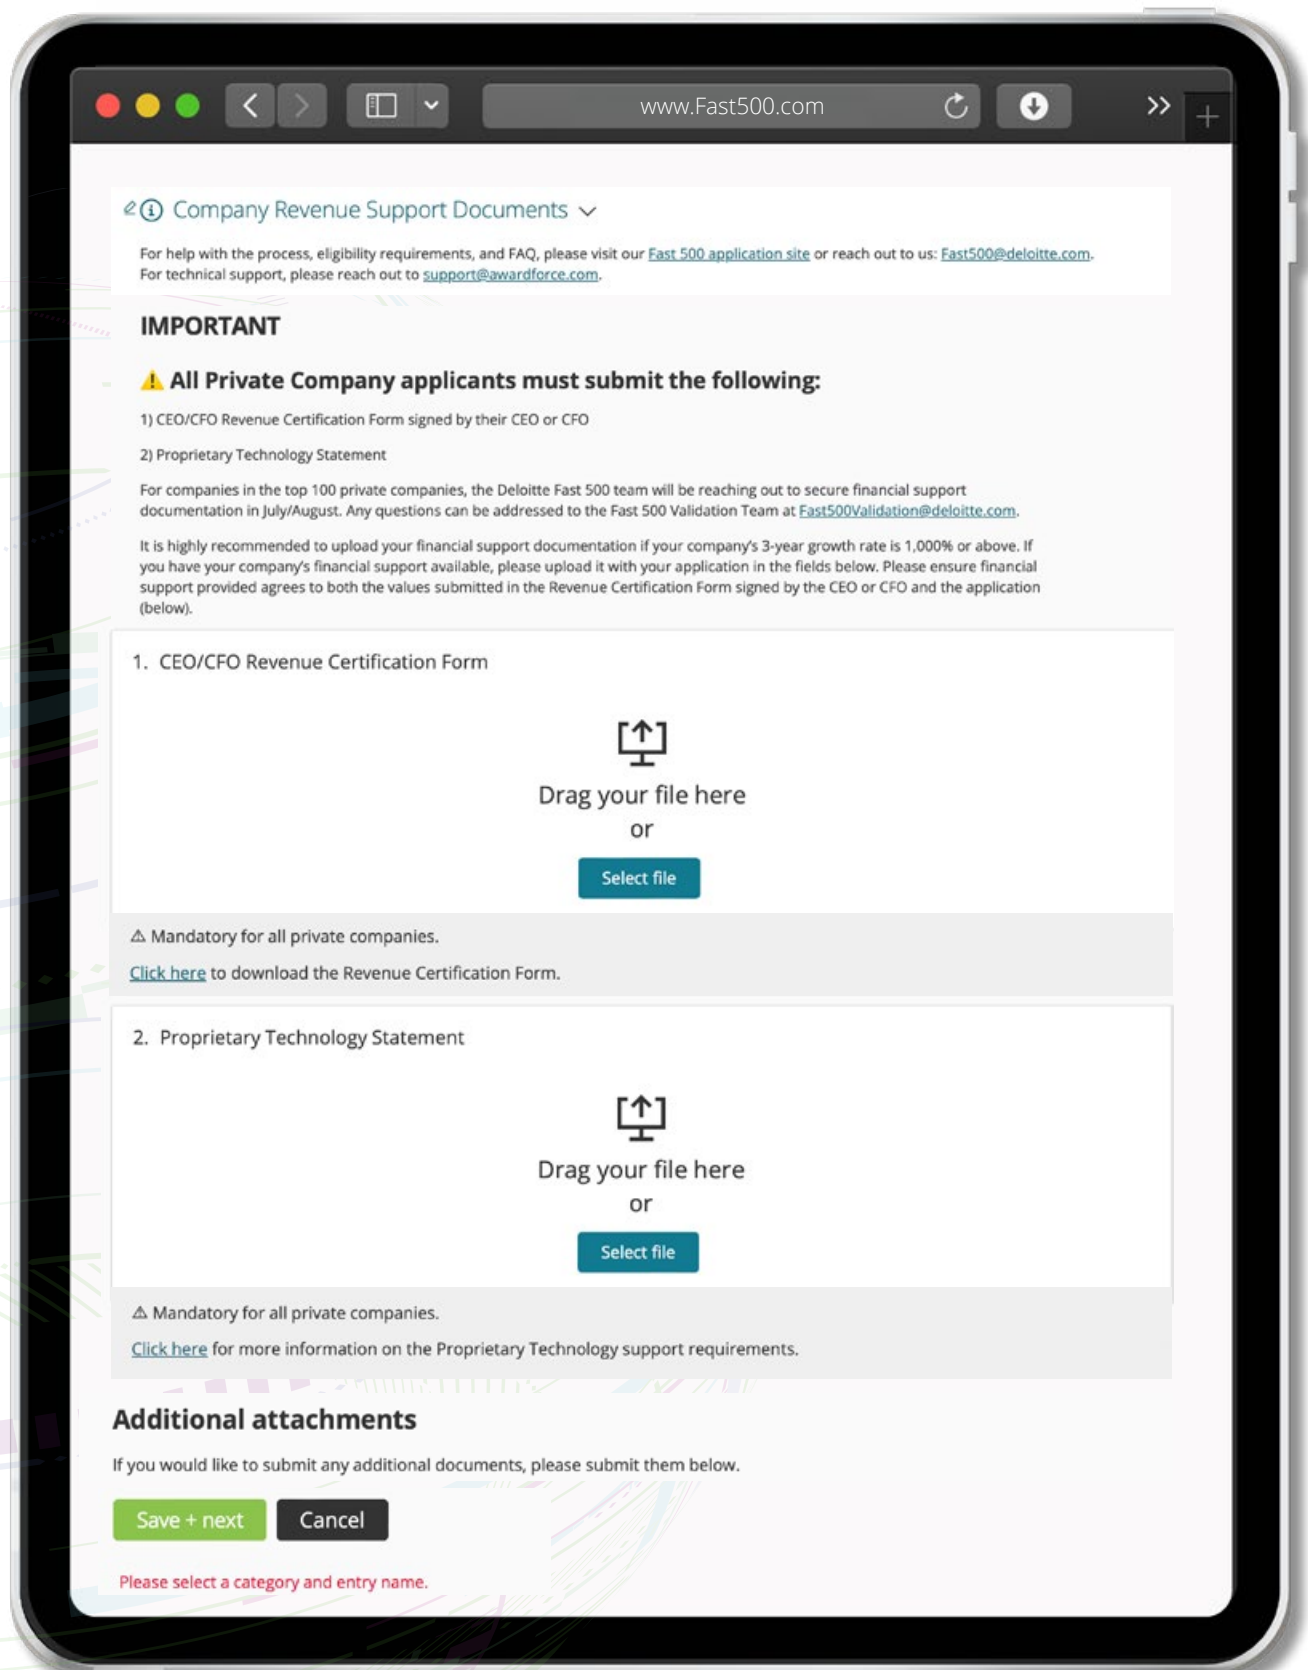 www.Fast500.com
Company Revenue Support Documents
For help with the process, eligibility requirements, and FAQ, please visit our Fast 500 application site or reach out to us: Fast500@deloitte.com.
For technical support, please reach out to support@awardforce.com.
IMPORTANT
⚠ All Private Company applicants must submit the following:
1) CEO/CFO Revenue Certification Form signed by their CEO or CFO
2) Proprietary Technology Statement
For companies in the top 100 private companies, the Deloitte Fast 500 team will be reaching out to secure financial support
documentation in July/August. Any questions can be addressed to the Fast 500 Validation Team at Fast500Validation@deloitte.com.
It is highly recommended to upload your financial support documentation if your company's 3-year growth rate is 1,000% or above. If
you have your company's financial support available, please upload it with your application in the fields below. Please ensure financial
support provided agrees to both the values submitted in the Revenue Certification Form signed by the CEO or CFO and the application
(below).
1. CEO/CFO Revenue Certification Form
Drag your file here
or
Select file
⚠ Mandatory for all private companies.
Click here to download the Revenue Certification Form.
2. Proprietary Technology Statement
Drag your file here
or
Select file
⚠ Mandatory for all private companies.
Click here for more information on the Proprietary Technology support requirements.
Additional attachments
If you would like to submit any additional documents, please submit them below.
Save + next Cancel
Please select a category and entry name.